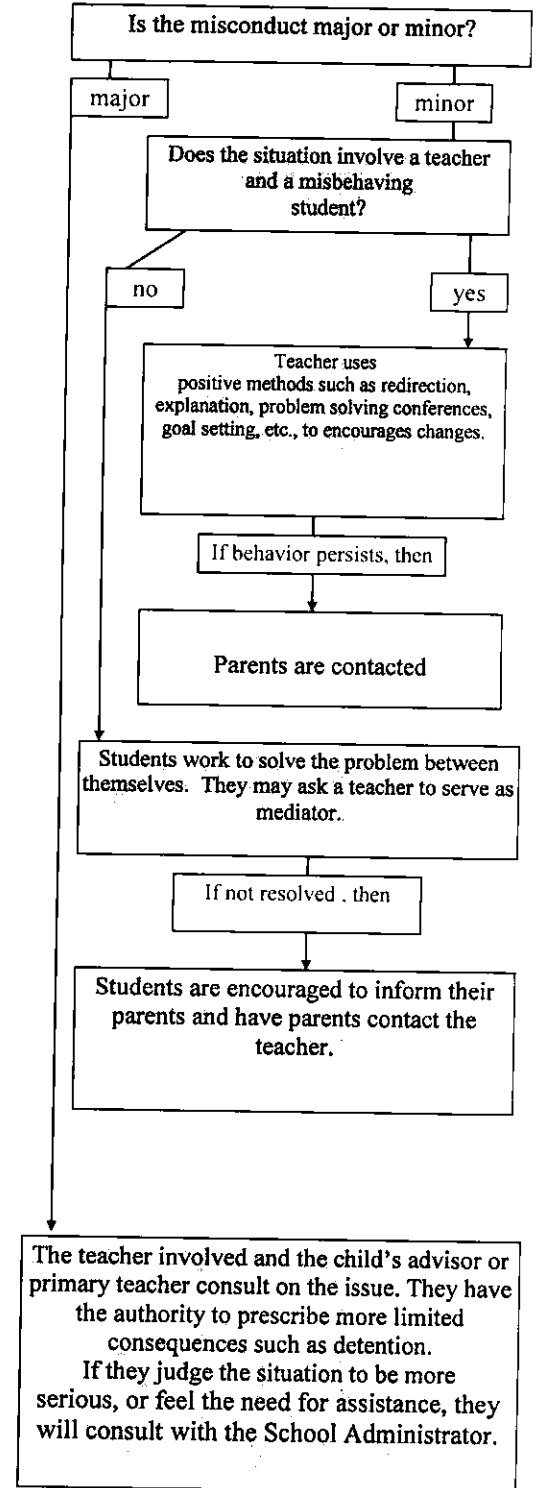 Is the misconduct major or minor?
major
minor
Does the situation involve a teacher
and a misbehaving
student?
no
yes
Teacher uses
positive methods such as redirection,
explanation, problem solving conferences,
goal setting, etc., to encourages changes.
If behavior persists, then
Parents are contacted
Students work to solve the problem between
themselves. They may ask a teacher to serve as
mediator.
If not resolved , then
Students are encouraged to inform their
parents and have parents contact the
teacher.
The teacher involved and the child's advisor or
primary teacher consult on the issue. They have
the authority to prescribe more limited
consequences such as detention.
If they judge the situation to be more
serious, or feel the need for assistance, they
will consult with the School Administrator.